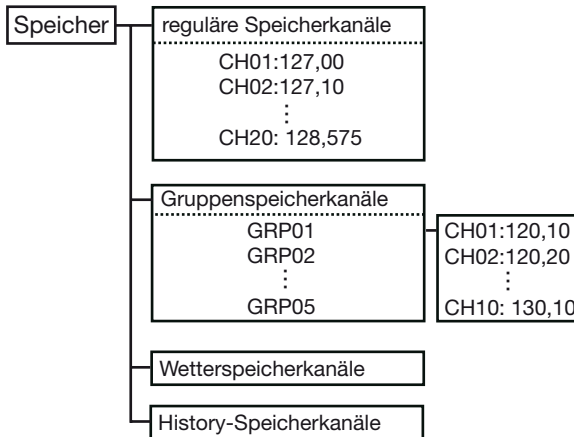 Speicher
reguläre Speicherkanäle
CH01:127,00
CH02:127,10
⋮
CH20: 128,575
Gruppenspeicherkanäle
GRP01
GRP02
⋮
GRP05
CH01:120,10
CH02:120,20
⋮
CH10: 130,10
Wetterspeicherkanäle
History-Speicherkanäle